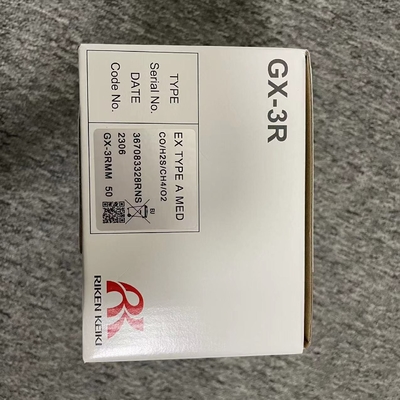 GX-3R
TYPE
EX TYPE A MED
CO/H2S/CH4/O2
Serial No.
367083328RNS
DATE
2306
Code No.
GX-3RMM 50
RIKEN KEIKI